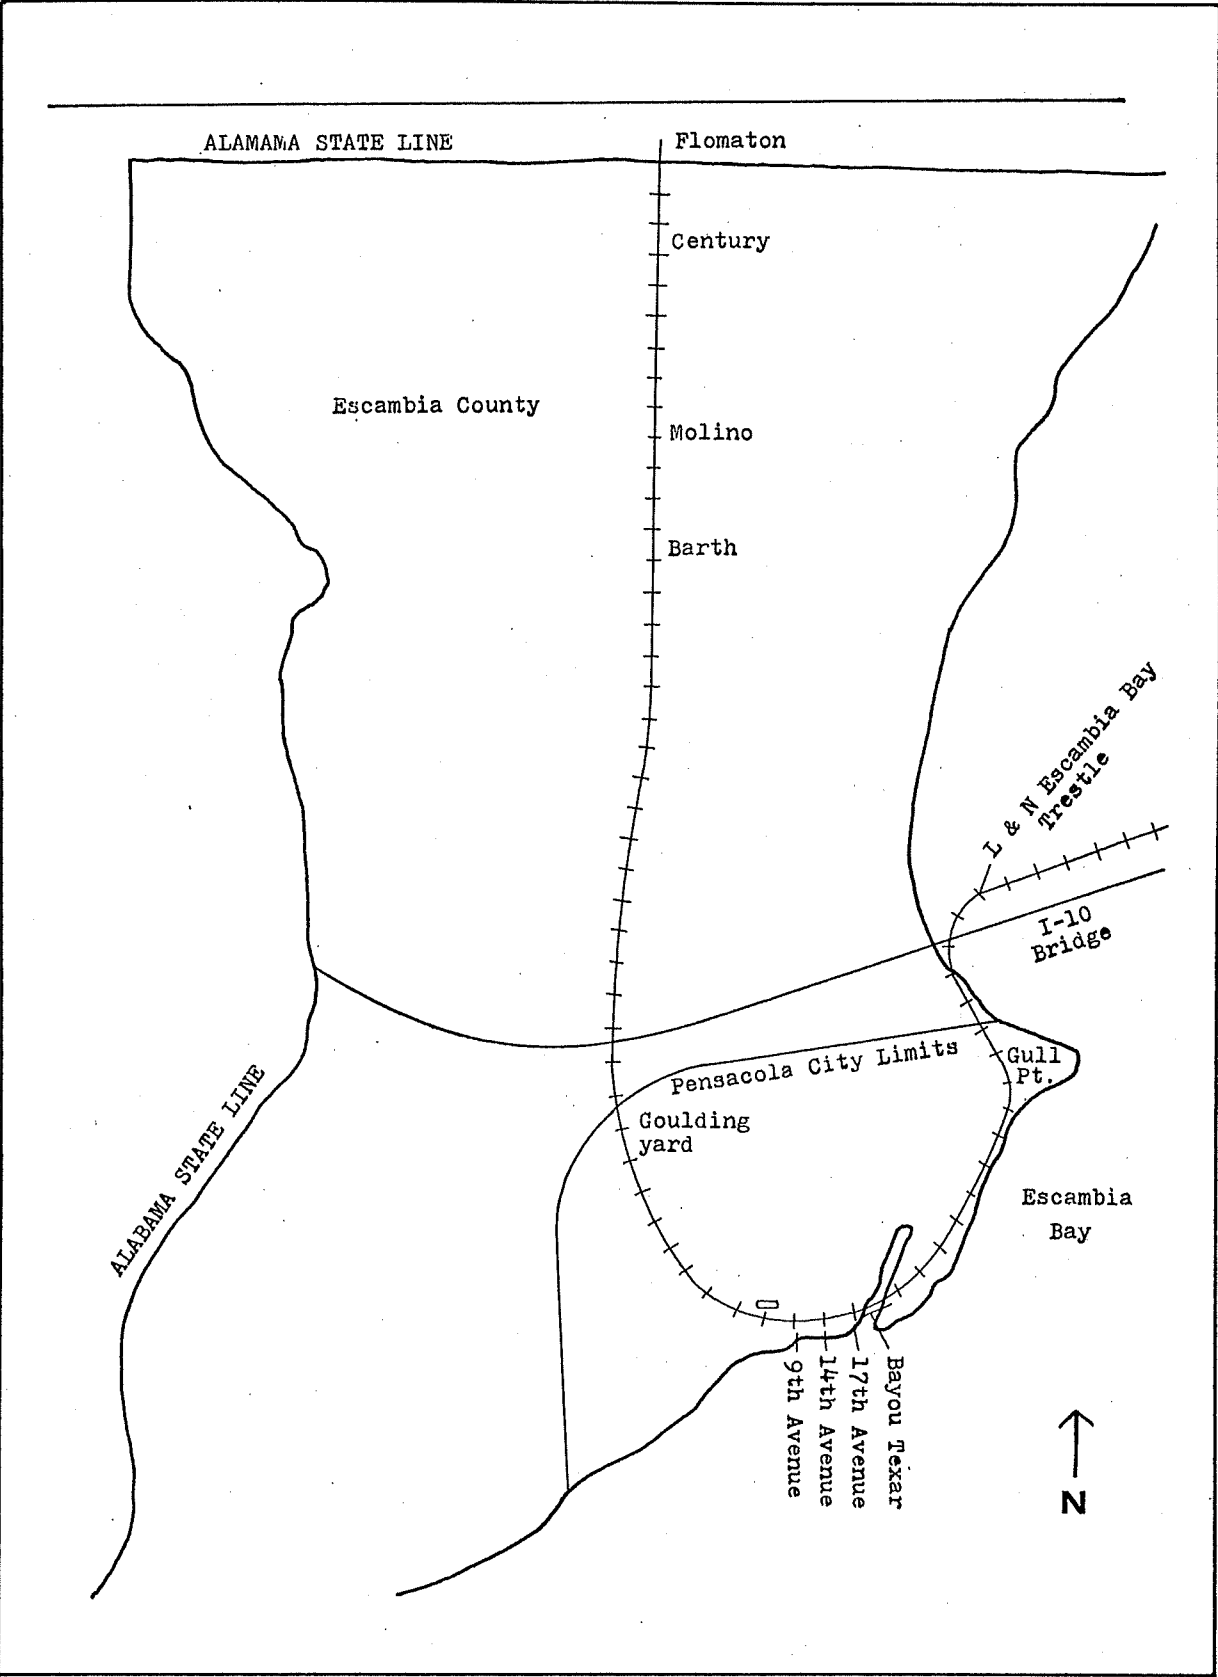 ALAMAMA STATE LINE
Flomaton
Century
Escambia County
Molino
Barth
L & N Escambia Bay
Trestle
I-10
Bridge
Pensacola City Limits
Gull
Pt.
Goulding
yard
ALABAMA STATE LINE
Escambia
Bay
9th Avenue
14th Avenue
17th Avenue
Bayou Texar
N